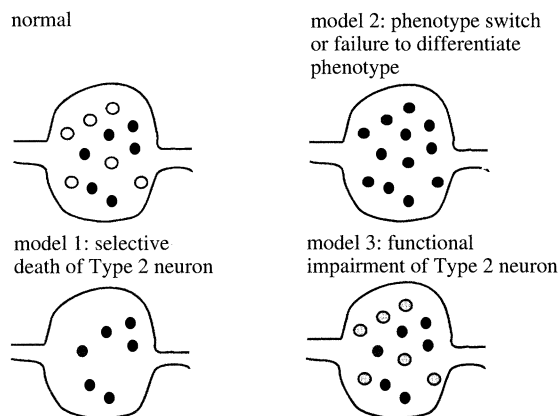 normal
model 2: phenotype switch
or failure to differentiate
phenotype
model 1: selective
death of Type 2 neuron
model 3: functional
impairment of Type 2 neuron